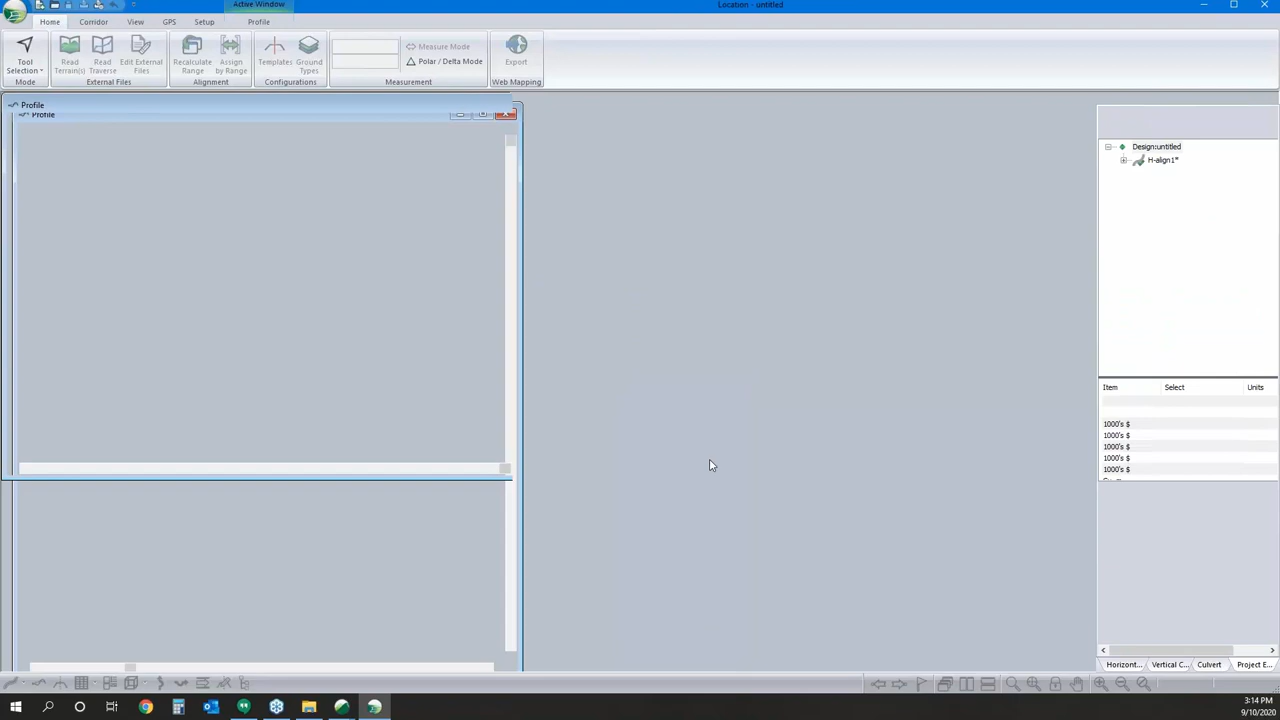 Active Window
Location - untitled
Home Corridor View GPS Setup Profile
Tool Selection
Read Terrain(s)
Read Traverse
Edit External Files
Recalculate Range
Assign by Range
Templates
Ground Types
Measure Mode
Polar / Delta Mode
Export
Mode External Files Alignment Configurations Measurement Web Mapping
Profile
Profile
Design:untitled
H-align1*
Item Select Units
1000's $
1000's $
1000's $
1000's $
1000's $
Horizont... Vertical C... Culvert Project E...
3:14 PM
9/10/2020